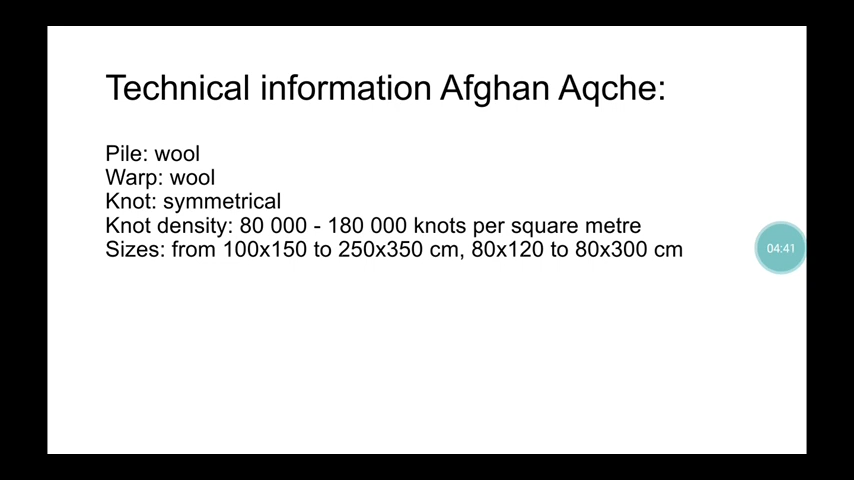 Technical information Afghan Aqche:
Pile: wool
Warp: wool
Knot: symmetrical
Knot density: 80 000 - 180 000 knots per square metre
Sizes: from 100x150 to 250x350 cm, 80x120 to 80x300 cm
04:41